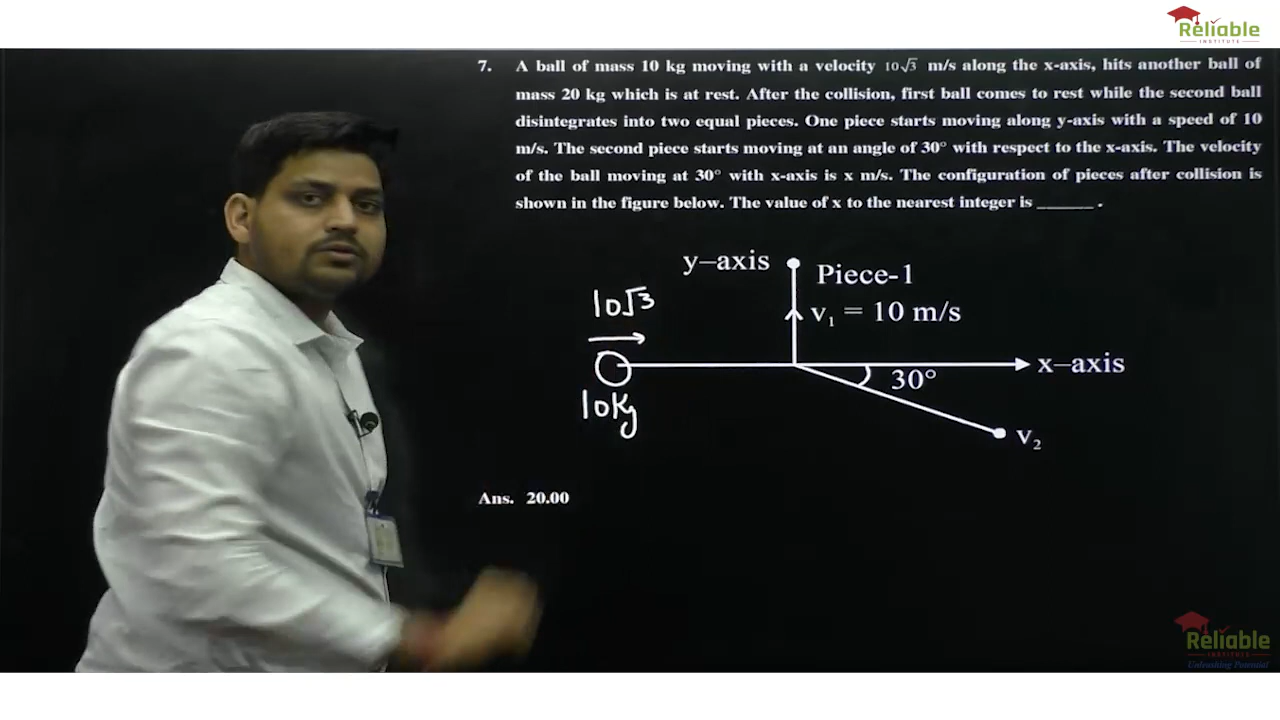 Reliable
INSTITUTE
7. A ball of mass 10 kg moving with a velocity 10√3 m/s along the x-axis, hits another ball of
mass 20 kg which is at rest. After the collision, first ball comes to rest while the second ball
disintegrates into two equal pieces. One piece starts moving along y-axis with a speed of 10
m/s. The second piece starts moving at an angle of 30° with respect to the x-axis. The velocity
of the ball moving at 30° with x-axis is x m/s. The configuration of pieces after collision is
shown in the figure below. The value of x to the nearest integer is ______ .
y–axis
Piece-1
10√3
v₁ = 10 m/s
x–axis
30°
10Kg
v₂
Ans. 20.00
Reliable
INSTITUTE
Unleashing Potential